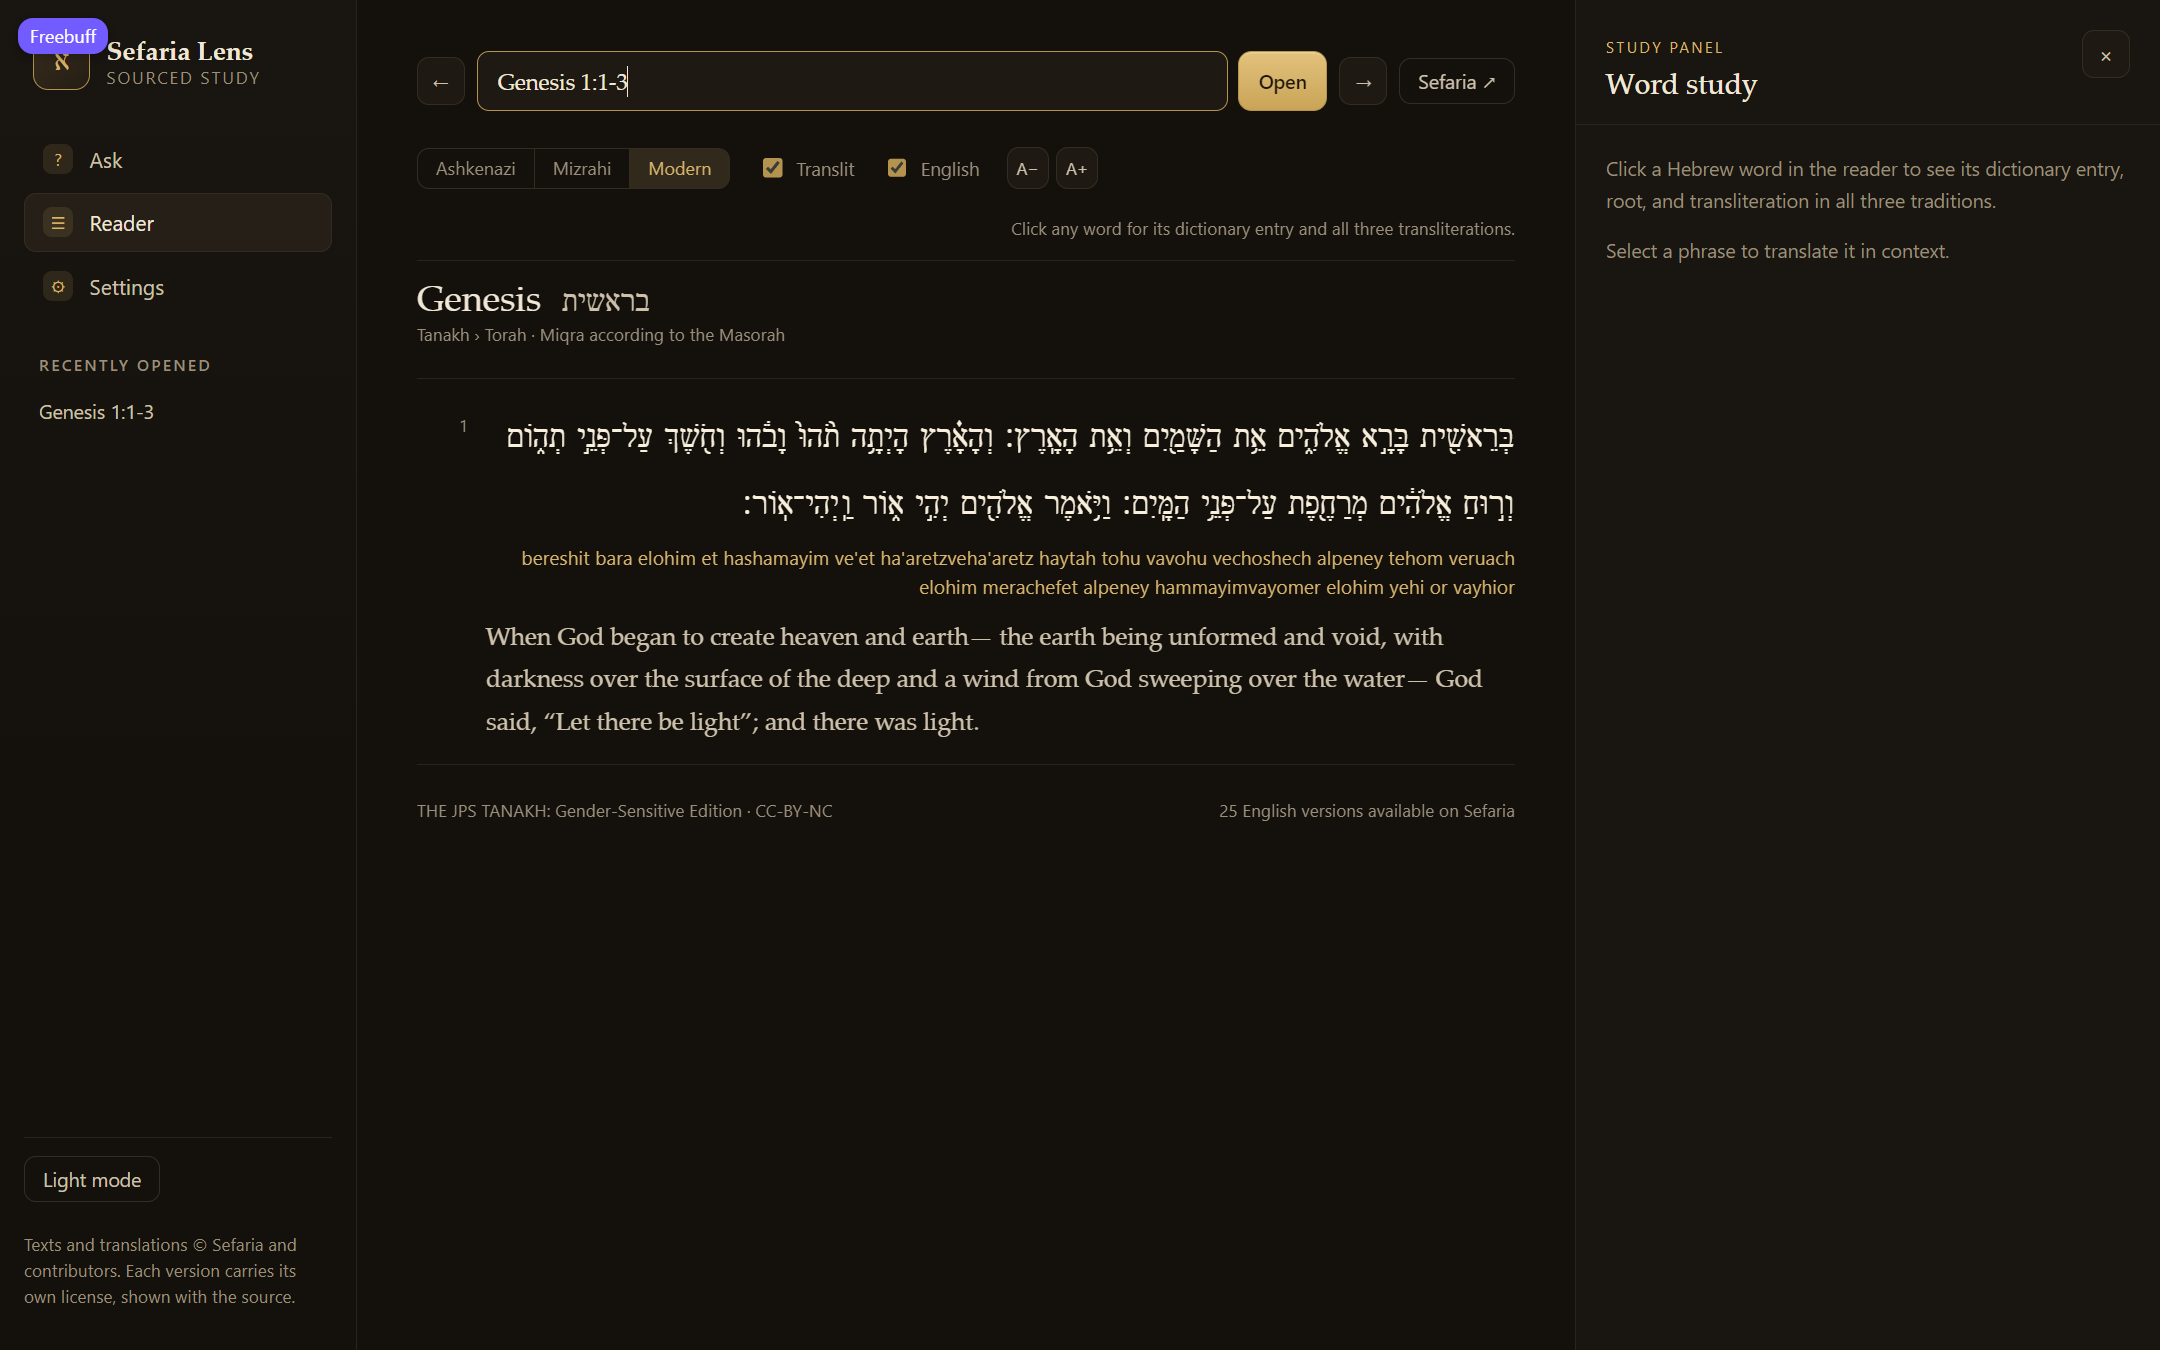 Freebuff
א
Sefaria Lens
SOURCED STUDY
? Ask
☰ Reader
⚙ Settings
RECENTLY OPENED
Genesis 1:1-3
Light mode
Texts and translations © Sefaria and
contributors. Each version carries its
own license, shown with the source.
← Genesis 1:1-3 Open → Sefaria ↗
Ashkenazi Mizrahi Modern Translit English A− A+
Click any word for its dictionary entry and all three transliterations.
Genesis בראשית
Tanakh › Torah · Miqra according to the Masorah
1
בְּרֵאשִׁ֖ית בָּרָ֣א אֱלֹהִ֑ים אֵ֥ת הַשָּׁמַ֖יִם וְאֵ֥ת הָאָֽרֶץ׃ וְהָאָ֗רֶץ הָיְתָ֥ה תֹ֙הוּ֙ וָבֹ֔הוּ וְחֹ֖שֶׁךְ עַל־פְּנֵ֣י תְה֑וֹם
וְר֣וּחַ אֱלֹהִ֔ים מְרַחֶ֖פֶת עַל־פְּנֵ֥י הַמָּֽיִם׃ וַיֹּ֥אמֶר אֱלֹהִ֖ים יְהִ֣י א֑וֹר וַֽיְהִי־אֽוֹר׃
bereshit bara elohim et hashamayim ve'et ha'aretzveha'aretz haytah tohu vavohu vechoshech alpeney tehom veruach
elohim merachefet alpeney hammayimvayomer elohim yehi or vayhior
When God began to create heaven and earth— the earth being unformed and void, with
darkness over the surface of the deep and a wind from God sweeping over the water— God
said, “Let there be light”; and there was light.
THE JPS TANAKH: Gender-Sensitive Edition · CC-BY-NC
25 English versions available on Sefaria
STUDY PANEL
Word study
×
Click a Hebrew word in the reader to see its dictionary entry,
root, and transliteration in all three traditions.
Select a phrase to translate it in context.